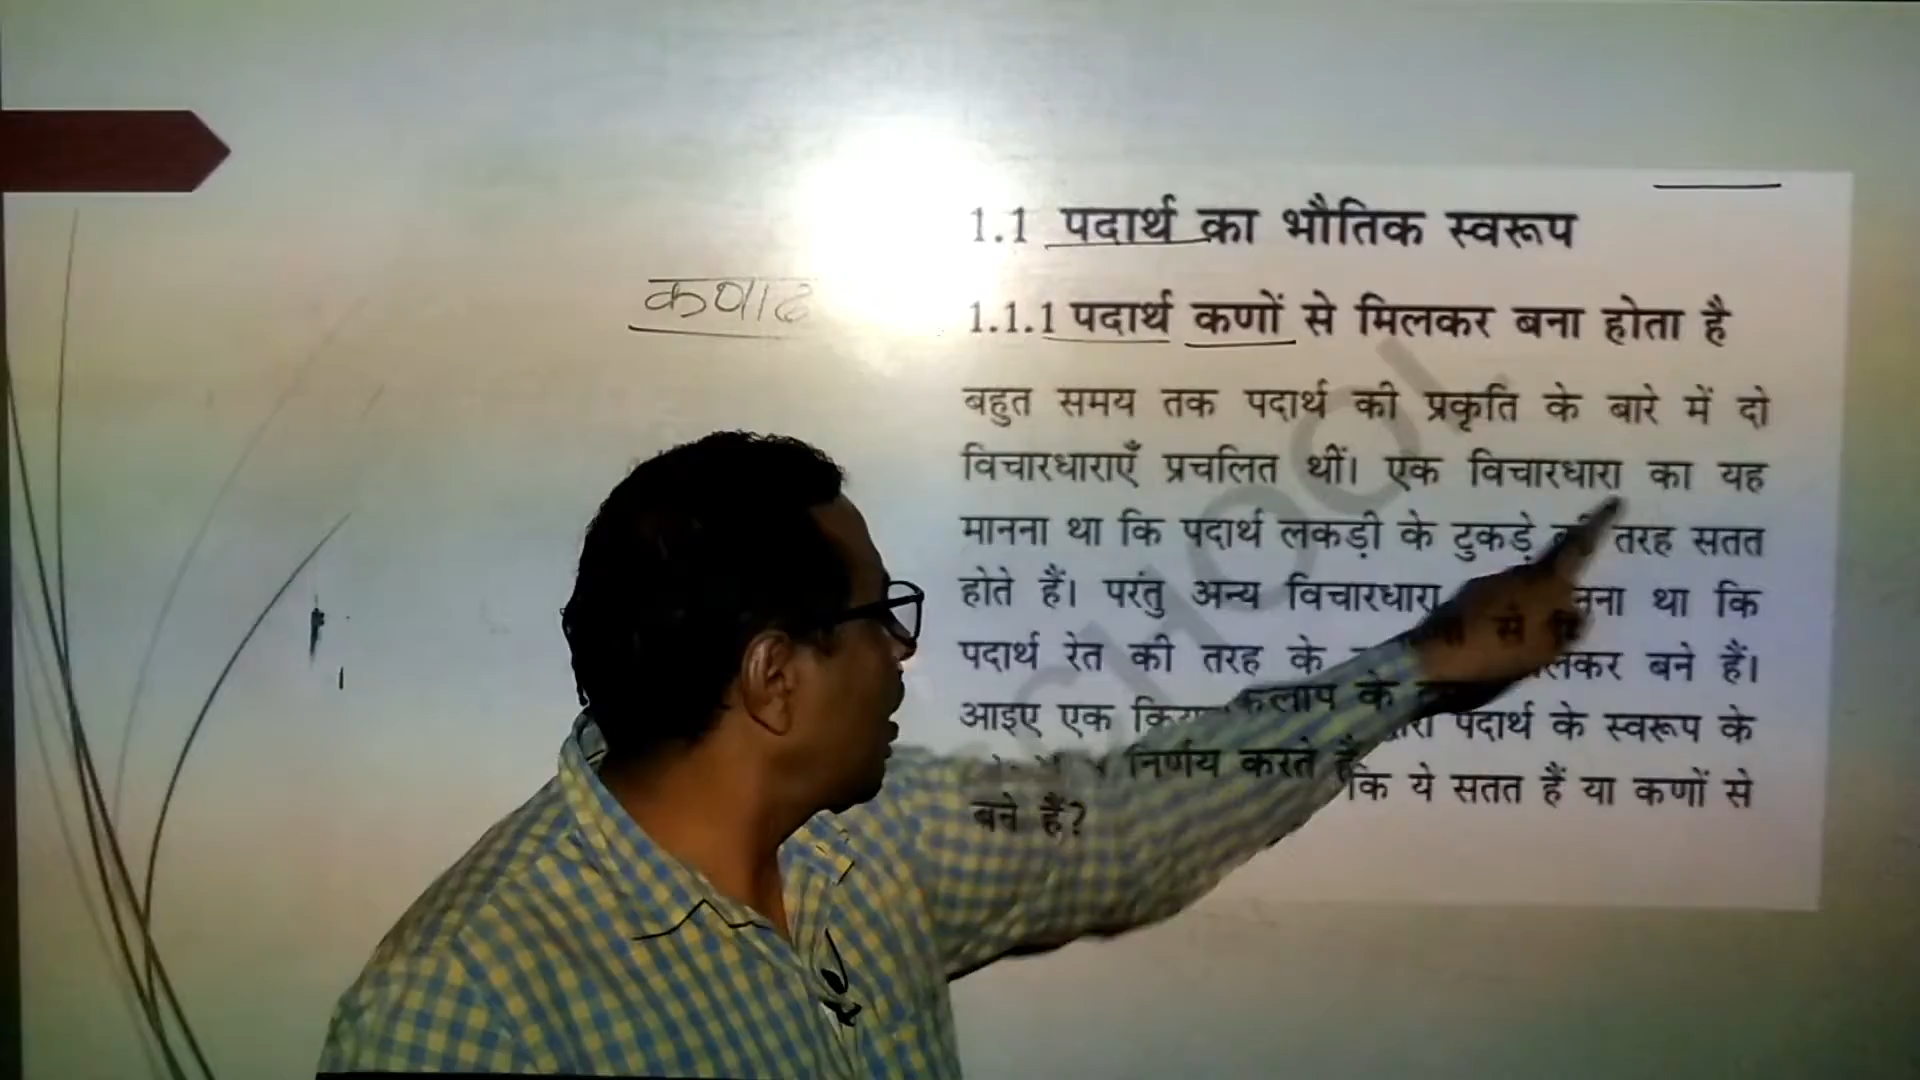 1.1 पदार्थ का भौतिक स्वरूप
कणाद
1.1.1 पदार्थ कणों से मिलकर बना होता है
बहुत समय तक पदार्थ की प्रकृति के बारे में दो
विचारधाराएँ प्रचलित थीं। एक विचारधारा का यह
मानना था कि पदार्थ लकड़ी के टुकड़े की तरह सतत
होते हैं। परंतु अन्य विचारधारा था कि
पदार्थ रेत की तरह के से बने हैं।
आइए एक कलाप के पदार्थ के स्वरूप के
निर्णय करते हैं कि ये सतत हैं या कणों से
बने हैं?